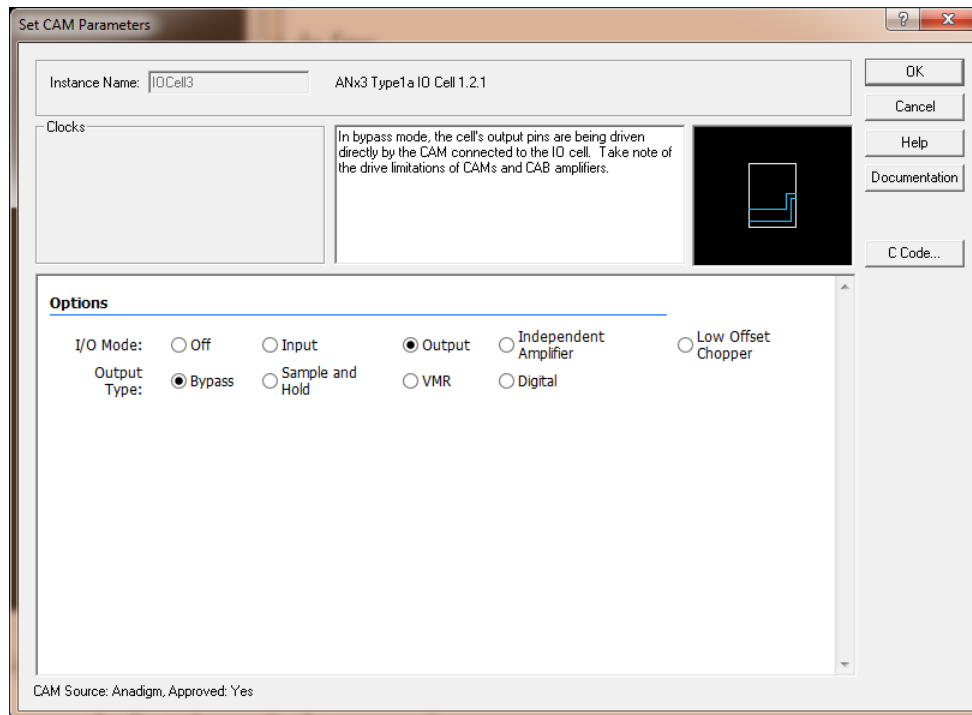 Set CAM Parameters
Instance Name: IOCell3 ANx3 Type1a IO Cell 1.2.1
OK
Cancel
Help
Documentation
C Code...
Clocks
In bypass mode, the cell's output pins are being driven
directly by the CAM connected to the IO cell. Take note of
the drive limitations of CAMs and CAB amplifiers.
Options
I/O Mode: Off Input Output Independent Amplifier Low Offset Chopper
Output Type: Bypass Sample and Hold VMR Digital
CAM Source: Anadigm, Approved: Yes